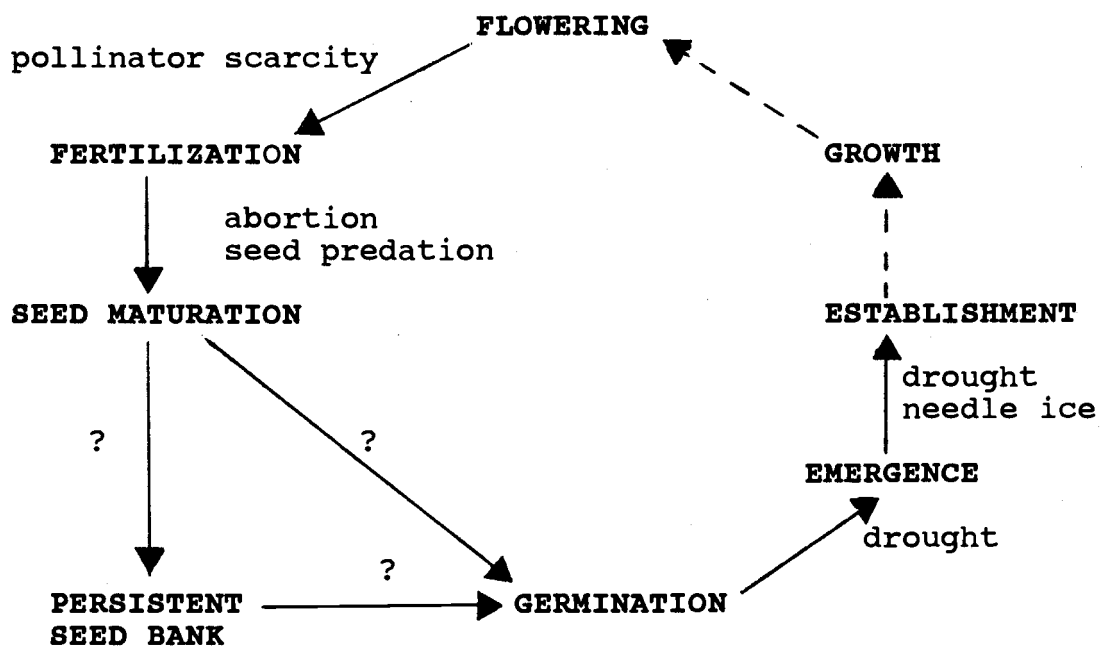 FLOWERING
pollinator scarcity
FERTILIZATION
GROWTH
abortion
seed predation
SEED MATURATION
ESTABLISHMENT
drought
needle ice
?
?
EMERGENCE
drought
?
PERSISTENT
SEED BANK
GERMINATION